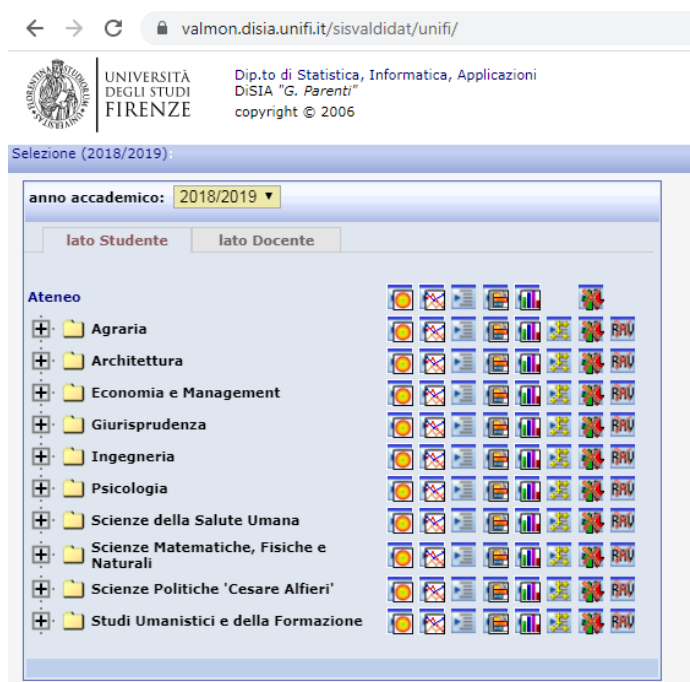 valmon.disia.unifi.it/sisvaldidat/unifi/
UNIVERSITÀ
DEGLI STUDI
FIRENZE
Dip.to di Statistica, Informatica, Applicazioni
DiSIA "G. Parenti"
copyright © 2006
Selezione (2018/2019):
anno accademico: 2018/2019
lato Studente lato Docente
Ateneo
Agraria RAV
Architettura RAV
Economia e Management RAV
Giurisprudenza RAV
Ingegneria RAV
Psicologia RAV
Scienze della Salute Umana RAV
Scienze Matematiche, Fisiche e
Naturali RAV
Scienze Politiche 'Cesare Alfieri' RAV
Studi Umanistici e della Formazione RAV